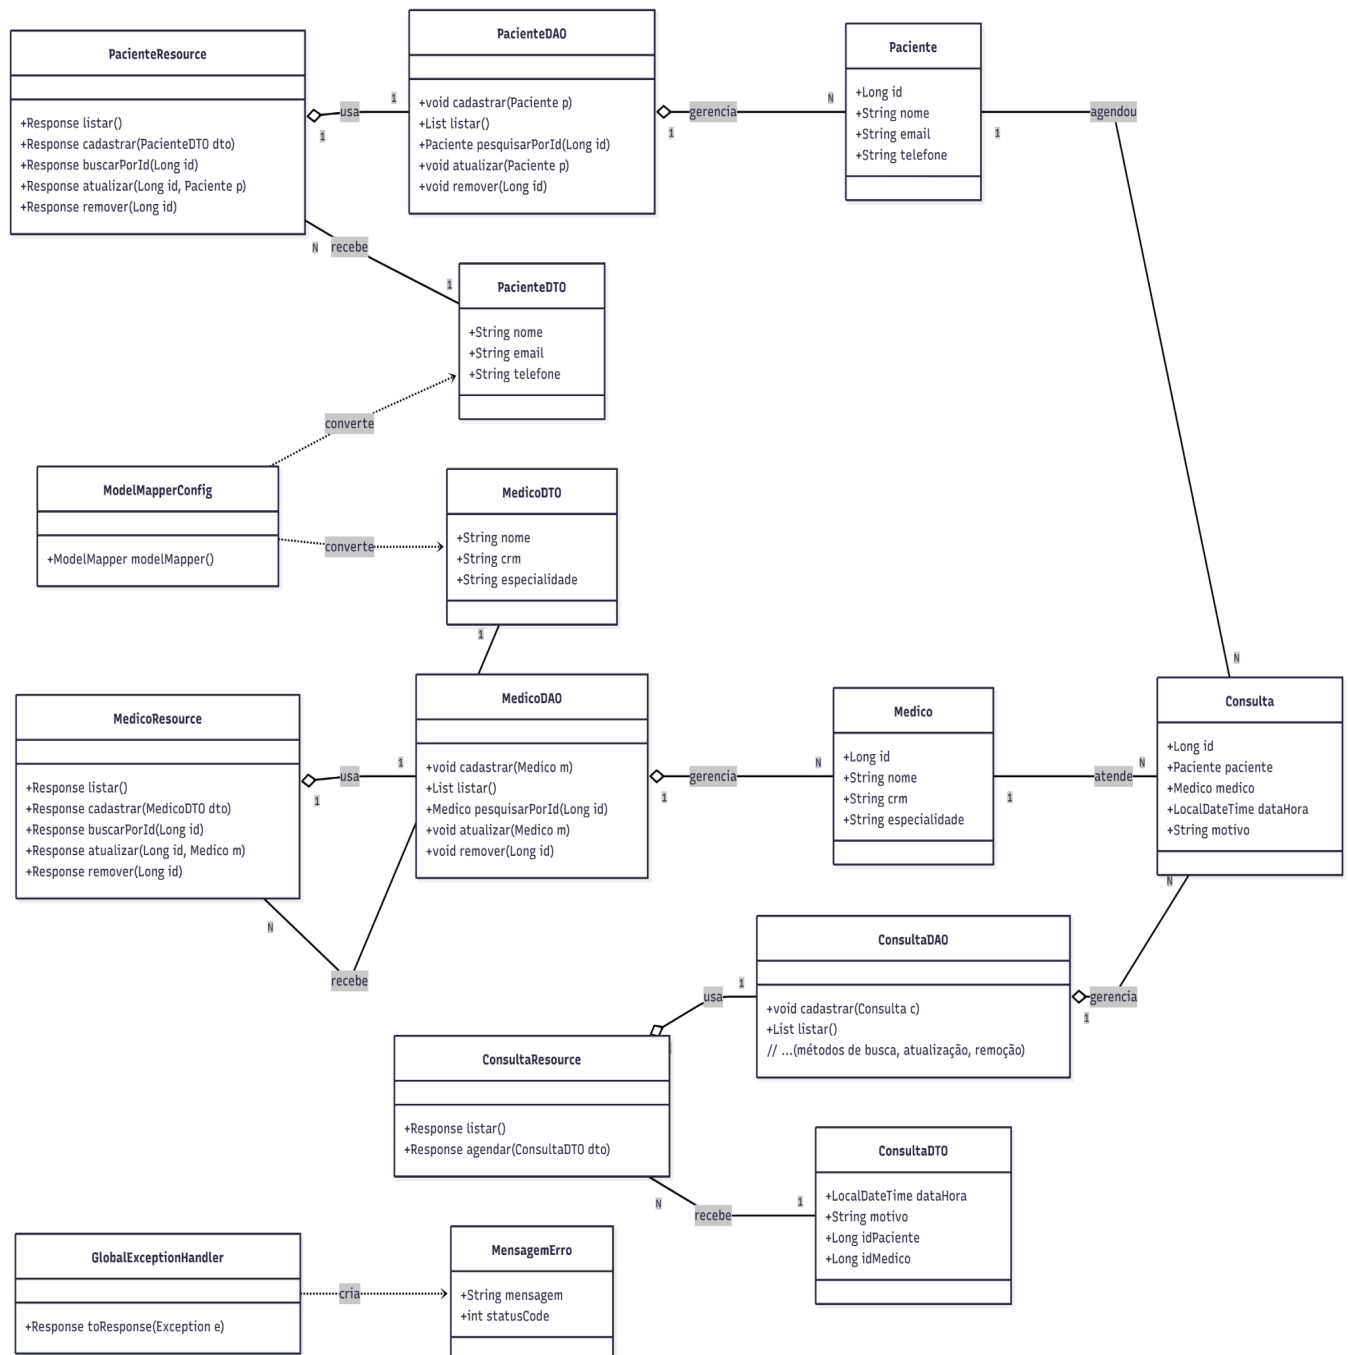 PacienteResource
+Response listar()
+Response cadastrar(PacienteDTO dto)
+Response buscarPorId(Long id)
+Response atualizar(Long id, Paciente p)
+Response remover(Long id)
1
usa
1
PacienteDAO
+void cadastrar(Paciente p)
+List listar()
+Paciente pesquisarPorId(Long id)
+void atualizar(Paciente p)
+void remover(Long id)
1
gerencia
N
Paciente
+Long id
+String nome
+String email
+String telefone
1
agendou
N
N
recebe
1
PacienteDTO
+String nome
+String email
+String telefone
converte
ModelMapperConfig
+ModelMapper modelMapper()
converte
MedicoDTO
+String nome
+String crm
+String especialidade
1
MedicoResource
+Response listar()
+Response cadastrar(MedicoDTO dto)
+Response buscarPorId(Long id)
+Response atualizar(Long id, Medico m)
+Response remover(Long id)
1
usa
1
N
recebe
MedicoDAO
+void cadastrar(Medico m)
+List listar()
+Medico pesquisarPorId(Long id)
+void atualizar(Medico m)
+void remover(Long id)
1
gerencia
N
Medico
+Long id
+String nome
+String crm
+String especialidade
1
atende
N
Consulta
+Long id
+Paciente paciente
+Medico medico
+LocalDateTime dataHora
+String motivo
N
gerencia
1
ConsultaDAO
+void cadastrar(Consulta c)
+List listar()
// ...(métodos de busca, atualização, remoção)
usa
1
ConsultaResource
+Response listar()
+Response agendar(ConsultaDTO dto)
N
recebe
1
ConsultaDTO
+LocalDateTime dataHora
+String motivo
+Long idPaciente
+Long idMedico
GlobalExceptionHandler
+Response toResponse(Exception e)
cria
MensagemErro
+String mensagem
+int statusCode